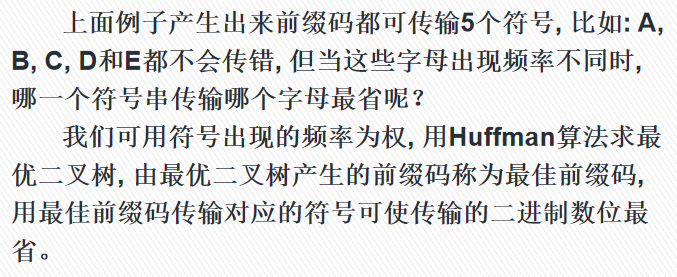 上面例子产生出来前缀码都可传输5个符号, 比如: A,
B, C, D和E都不会传错, 但当这些字母出现频率不同时,
哪一个符号串传输哪个字母最省呢？
我们可用符号出现的频率为权, 用Huffman算法求最
优二叉树, 由最优二叉树产生的前缀码称为最佳前缀码,
用最佳前缀码传输对应的符号可使传输的二进制数位最
省。